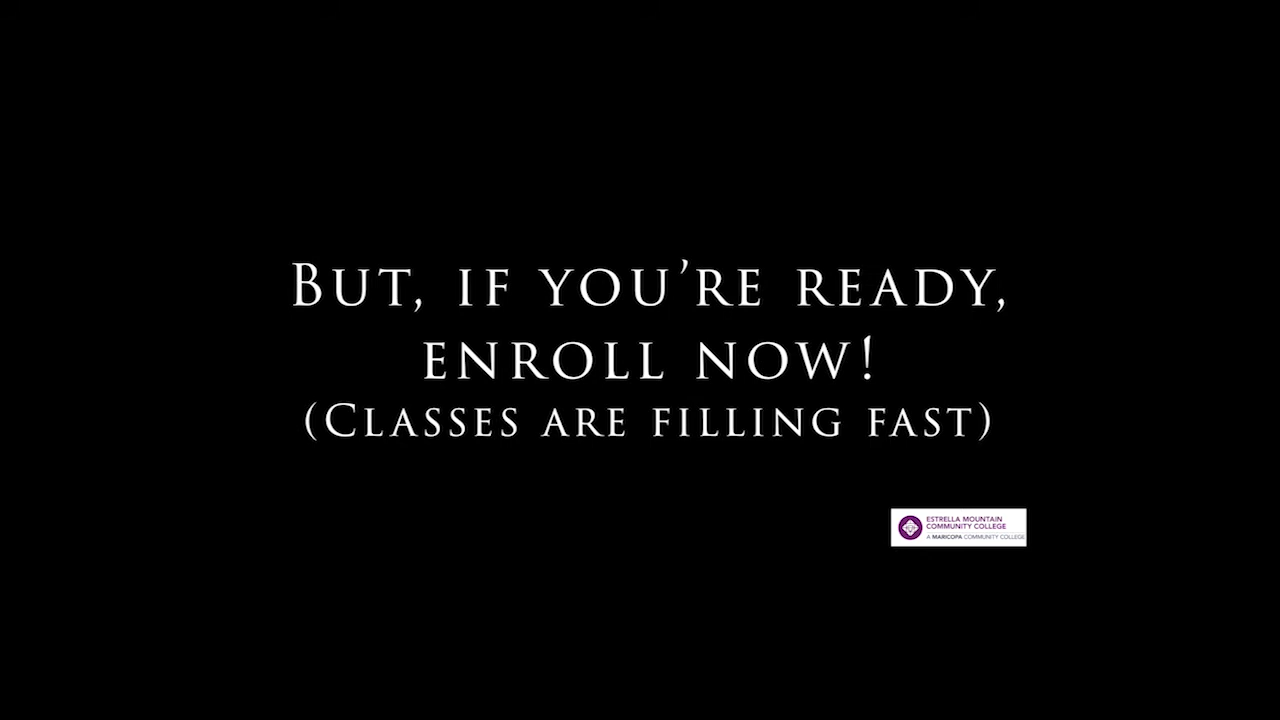 But, if you're ready,
enroll now!
(Classes are filling fast)
ESTRELLA MOUNTAIN
COMMUNITY COLLEGE
A MARICOPA COMMUNITY COLLEGE